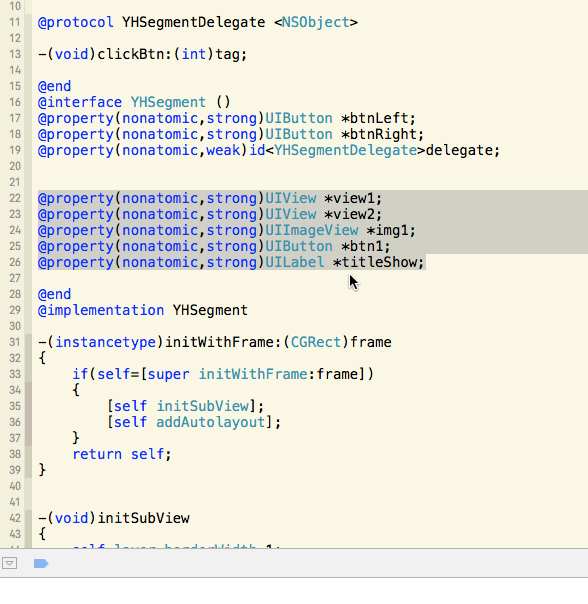 10
11 @protocol YHSegmentDelegate <NSObject>
12
13 -(void)clickBtn:(int)tag;
14
15 @end
16 @interface YHSegment ()
17 @property(nonatomic,strong)UIButton *btnLeft;
18 @property(nonatomic,strong)UIButton *btnRight;
19 @property(nonatomic,weak)id<YHSegmentDelegate>delegate;
20
21
22 @property(nonatomic,strong)UIView *view1;
23 @property(nonatomic,strong)UIView *view2;
24 @property(nonatomic,strong)UIImageView *img1;
25 @property(nonatomic,strong)UIButton *btn1;
26 @property(nonatomic,strong)UILabel *titleShow;
27
28 @end
29 @implementation YHSegment
30
31 -(instancetype)initWithFrame:(CGRect)frame
32 {
33     if(self=[super initWithFrame:frame])
34     {
35         [self initSubView];
36         [self addAutolayout];
37     }
38     return self;
39 }
40
41
42 -(void)initSubView
43 {